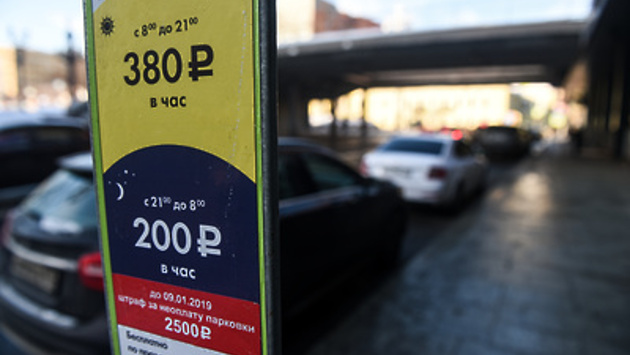 с 8⁰⁰ до 21⁰⁰
380₽
в час
с 21⁰⁰ до 8⁰⁰
200₽
в час
до 09.01.2019
штраф за неоплату парковки
2500₽
Бесплатно